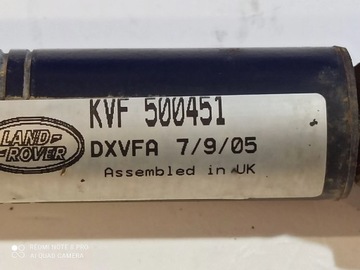 LAND-
ROVER
KVF 500451
DXVFA 7/9/05
Assembled in UK
REDMI NOTE 8 PRO
AI QUAD CAMERA